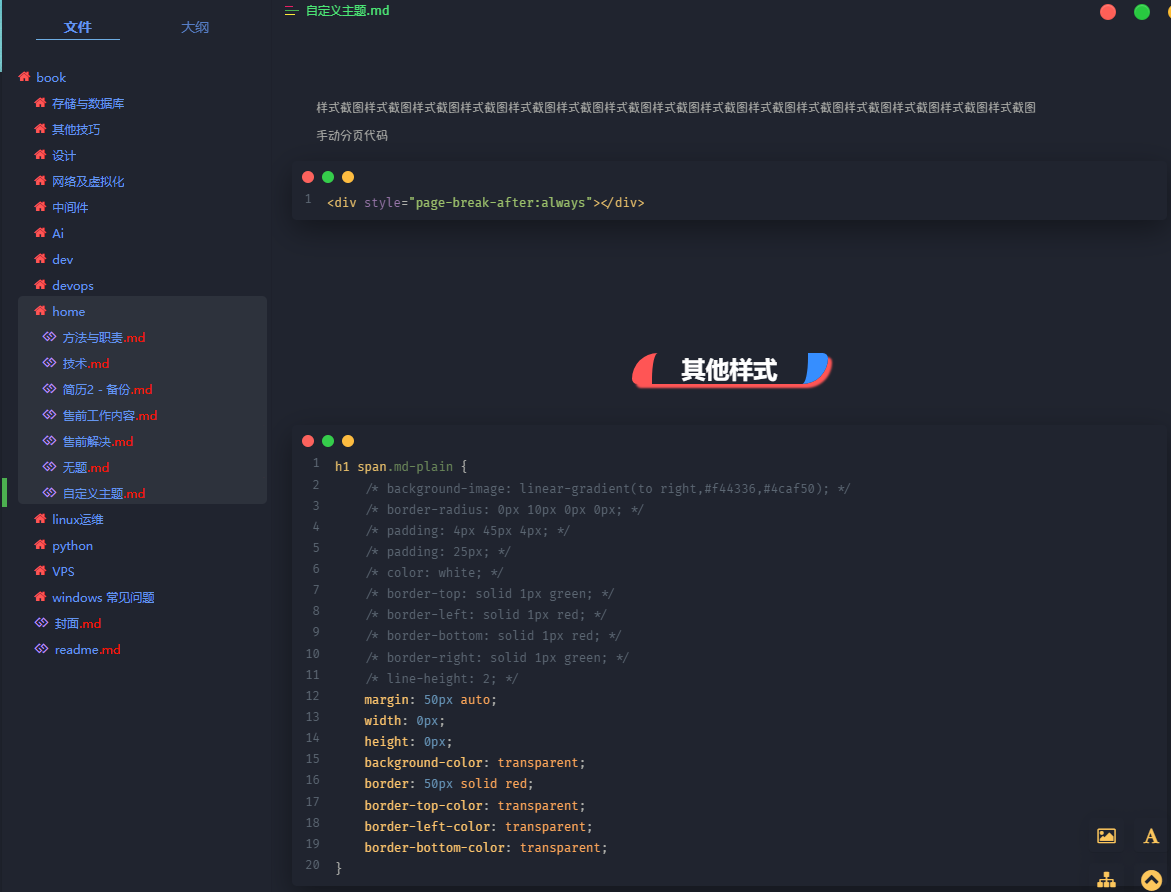 文件 大纲
book
存储与数据库
其他技巧
设计
网络及虚拟化
中间件
Ai
dev
devops
home
方法与职责.md
技术.md
简历2 - 备份.md
售前工作内容.md
售前解决.md
无题.md
自定义主题.md
linux运维
python
VPS
windows 常见问题
封面.md
readme.md
自定义主题.md
样式截图样式截图样式截图样式截图样式截图样式截图样式截图样式截图样式截图样式截图样式截图样式截图样式截图样式截图样式截图
手动分页代码
1 <div style="page-break-after:always"></div>
其他样式
1 h1 span.md-plain {
2 /* background-image: linear-gradient(to right,#f44336,#4caf50); */
3 /* border-radius: 0px 10px 0px 0px; */
4 /* padding: 4px 45px 4px; */
5 /* padding: 25px; */
6 /* color: white; */
7 /* border-top: solid 1px green; */
8 /* border-left: solid 1px red; */
9 /* border-bottom: solid 1px red; */
10 /* border-right: solid 1px green; */
11 /* line-height: 2; */
12 margin: 50px auto;
13 width: 0px;
14 height: 0px;
15 background-color: transparent;
16 border: 50px solid red;
17 border-top-color: transparent;
18 border-left-color: transparent;
19 border-bottom-color: transparent;
20 }
A